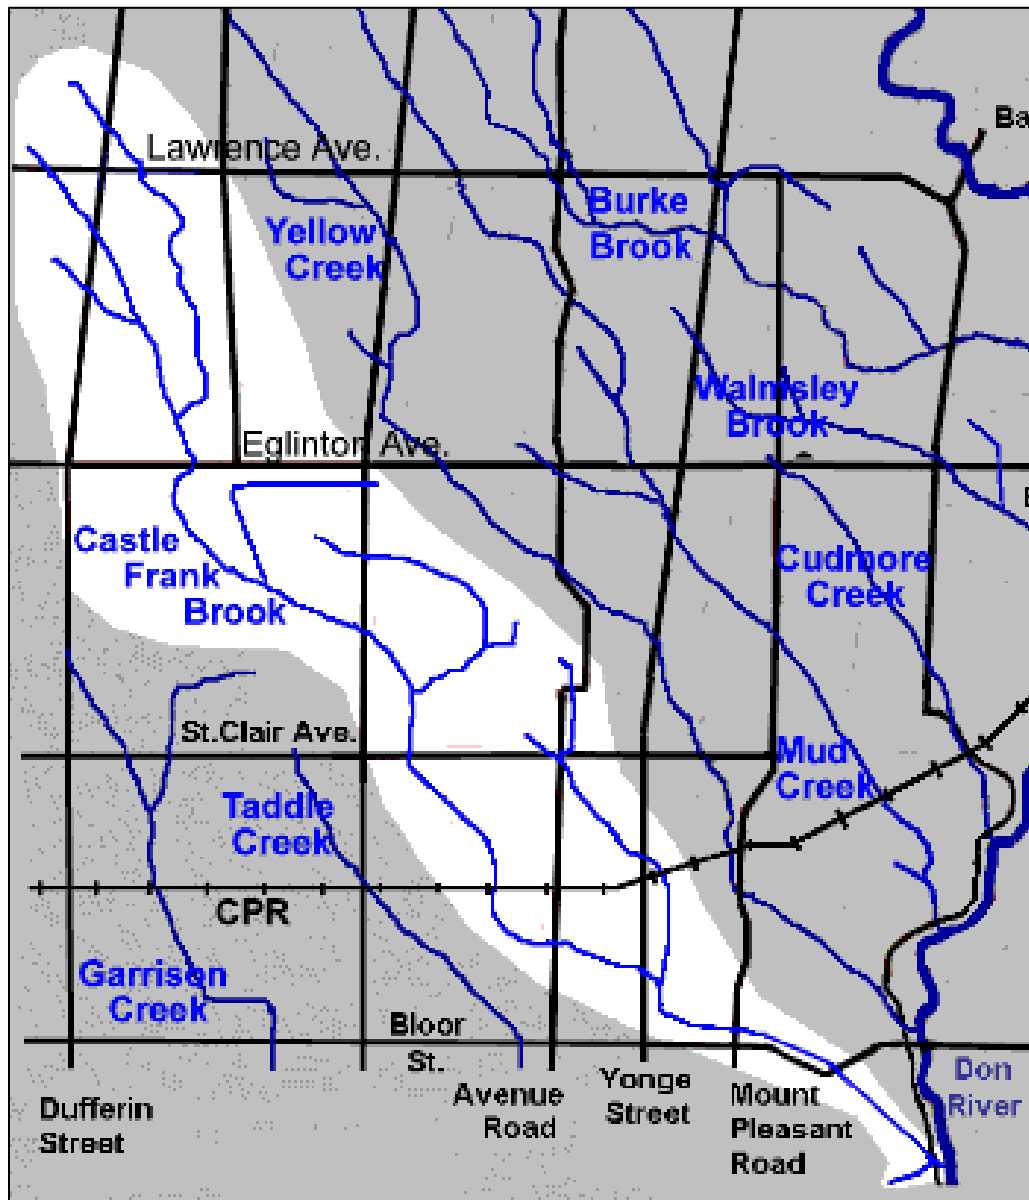 Ba
Lawrence Ave.
Burke
Brook
Yellow
Creek
Walmsley
Brook
Eglinton Ave.
E
Castle
Frank
Brook
Cudmore
Creek
St.Clair Ave.
Mud
Creek
Taddle
Creek
CPR
Garrison
Creek
Bloor
St.
Don
River
Dufferin
Street
Avenue
Road
Yonge
Street
Mount
Pleasant
Road